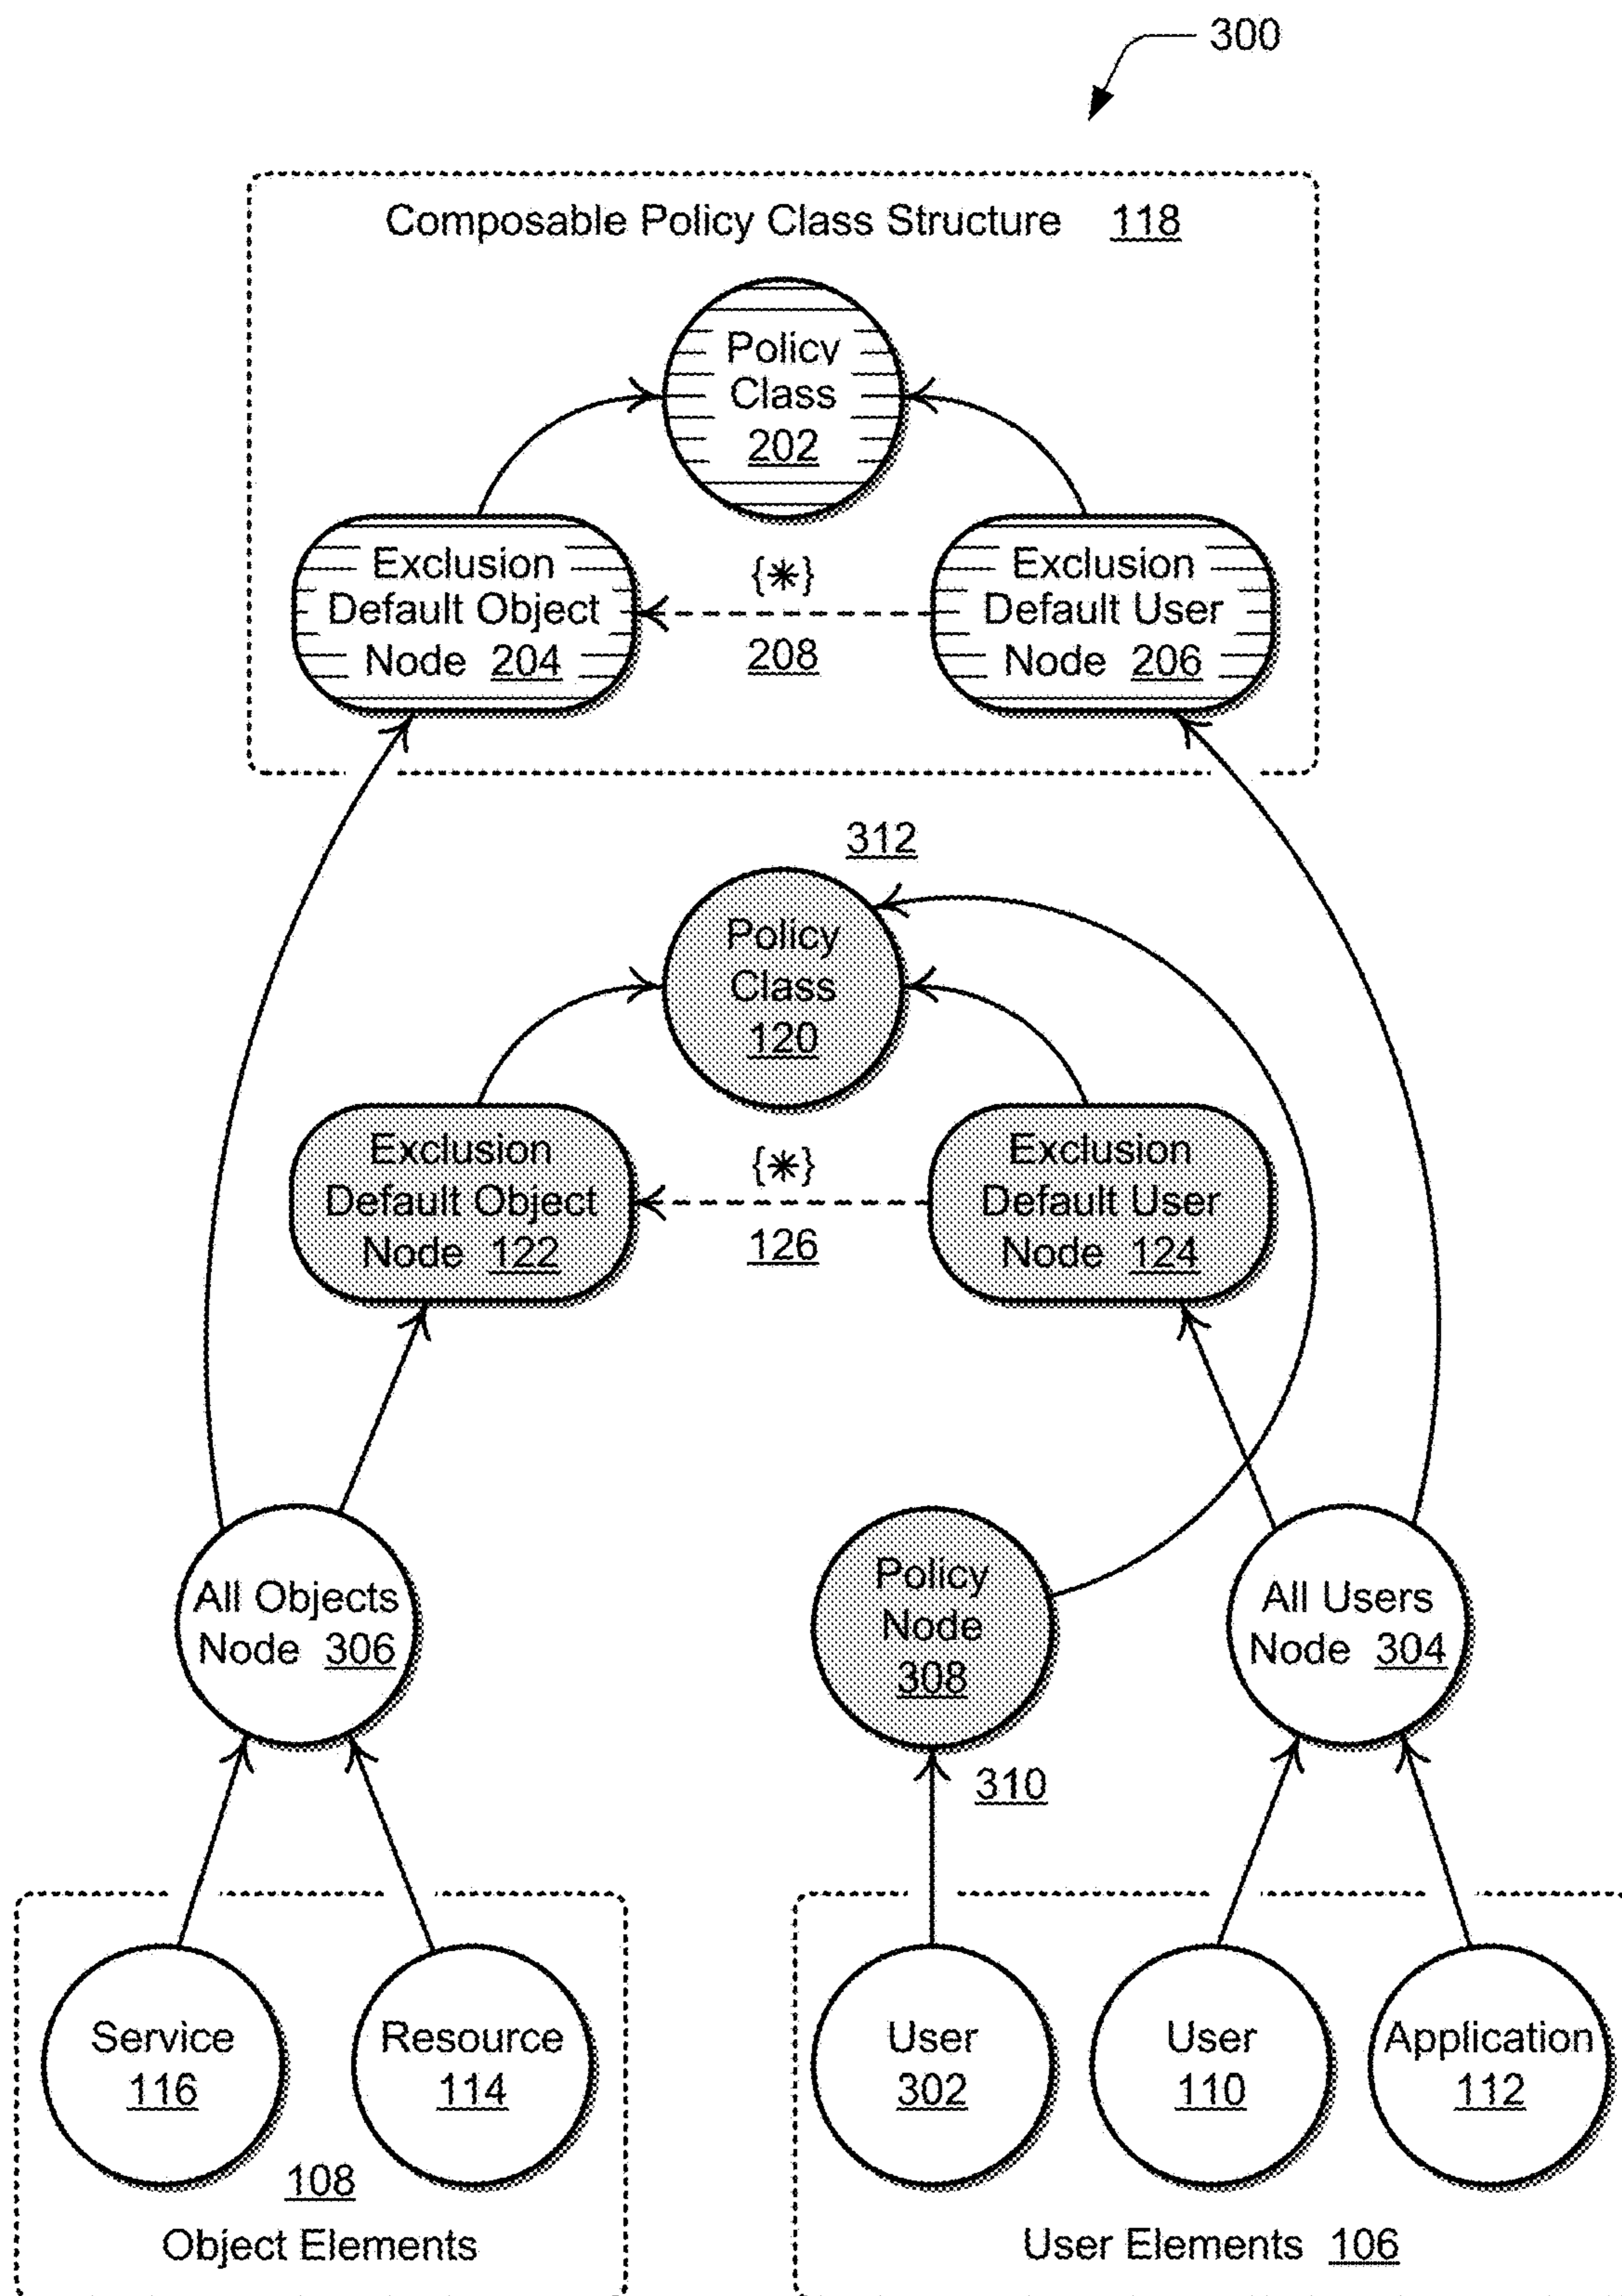 300
Composable Policy Class Structure 118
Policy
Class
202
Exclusion
Default Object
Node 204
{*}
208
Exclusion
Default User
Node 206
312
Policy
Class
120
Exclusion
Default Object
Node 122
{*}
126
Exclusion
Default User
Node 124
All Objects
Node 306
Policy
Node
308
All Users
Node 304
310
Service
116
Resource
114
User
302
User
110
Application
112
108
Object Elements
User Elements 106